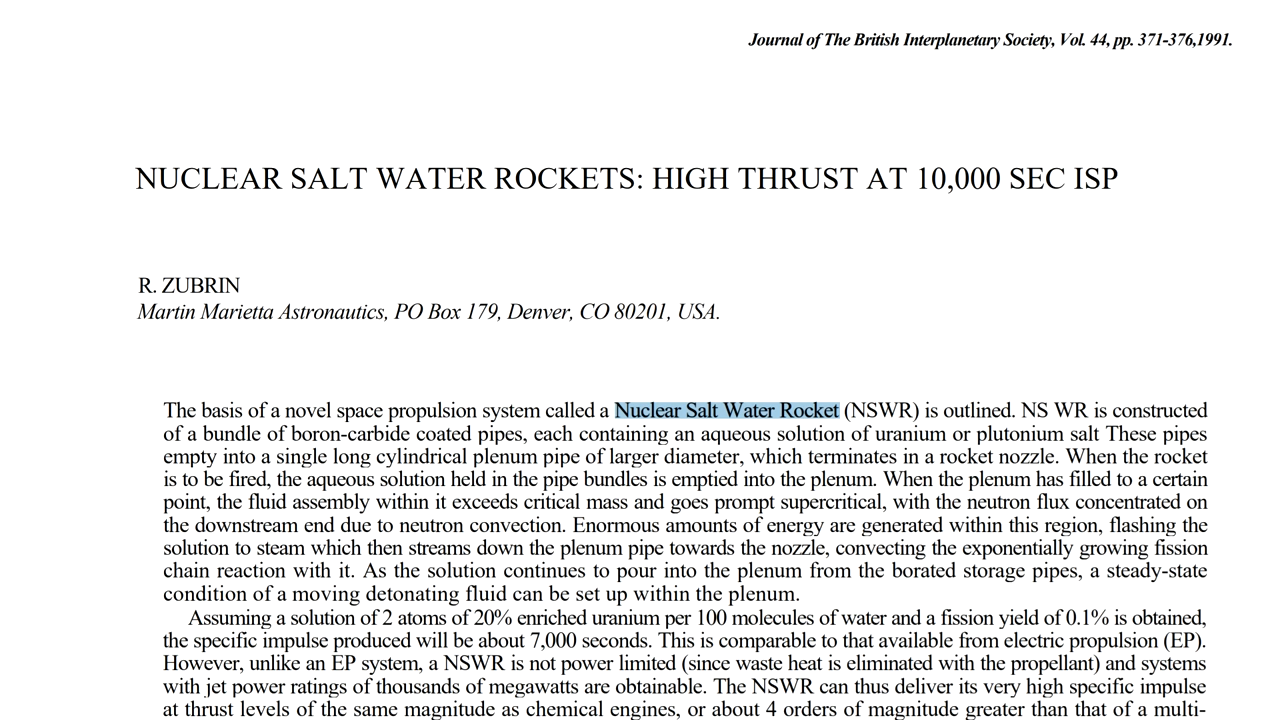 Journal of The British Interplanetary Society, Vol. 44, pp. 371-376,1991.
NUCLEAR SALT WATER ROCKETS: HIGH THRUST AT 10,000 SEC ISP
R. ZUBRIN
Martin Marietta Astronautics, PO Box 179, Denver, CO 80201, USA.
The basis of a novel space propulsion system called a Nuclear Salt Water Rocket (NSWR) is outlined. NS WR is constructed
of a bundle of boron-carbide coated pipes, each containing an aqueous solution of uranium or plutonium salt These pipes
empty into a single long cylindrical plenum pipe of larger diameter, which terminates in a rocket nozzle. When the rocket
is to be fired, the aqueous solution held in the pipe bundles is emptied into the plenum. When the plenum has filled to a certain
point, the fluid assembly within it exceeds critical mass and goes prompt supercritical, with the neutron flux concentrated on
the downstream end due to neutron convection. Enormous amounts of energy are generated within this region, flashing the
solution to steam which then streams down the plenum pipe towards the nozzle, convecting the exponentially growing fission
chain reaction with it. As the solution continues to pour into the plenum from the borated storage pipes, a steady-state
condition of a moving detonating fluid can be set up within the plenum.
Assuming a solution of 2 atoms of 20% enriched uranium per 100 molecules of water and a fission yield of 0.1% is obtained,
the specific impulse produced will be about 7,000 seconds. This is comparable to that available from electric propulsion (EP).
However, unlike an EP system, a NSWR is not power limited (since waste heat is eliminated with the propellant) and systems
with jet power ratings of thousands of megawatts are obtainable. The NSWR can thus deliver its very high specific impulse
at thrust levels of the same magnitude as chemical engines, or about 4 orders of magnitude greater than that of a multi-